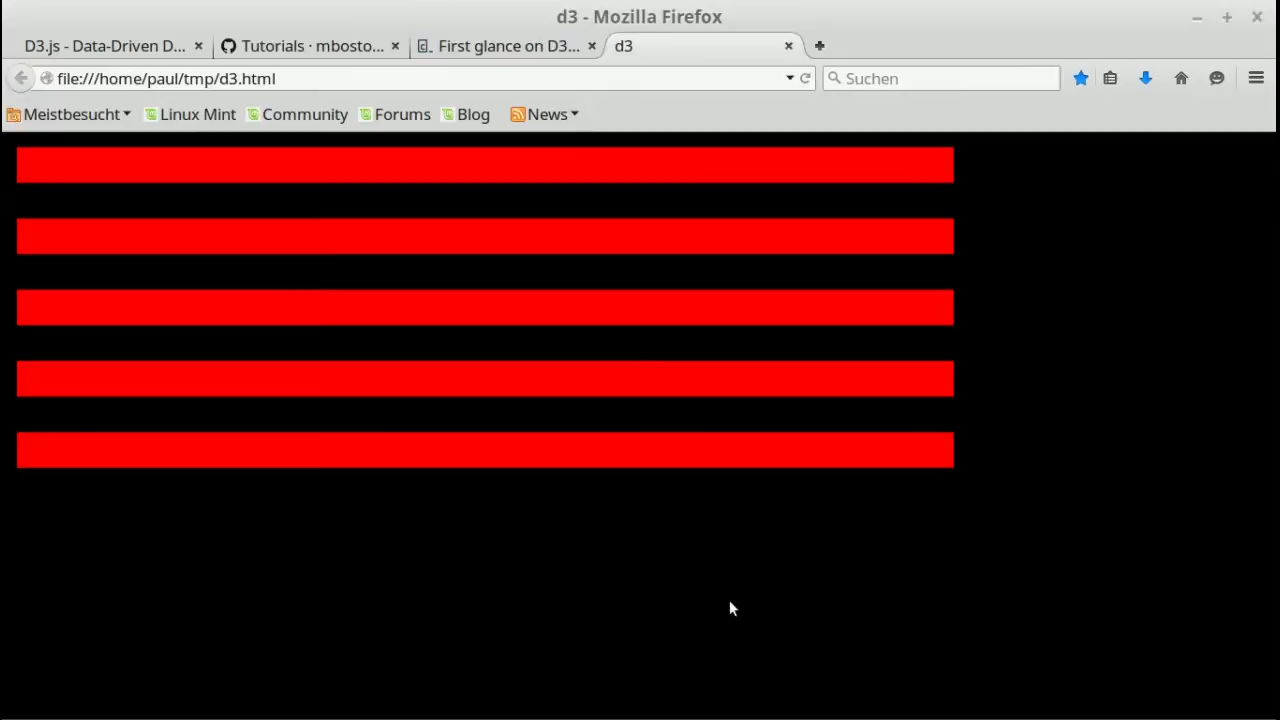 d3 - Mozilla Firefox
D3.js - Data-Driven D... Tutorials · mbosto... First glance on D3... d3
file:///home/paul/tmp/d3.html Suchen
Meistbesucht Linux Mint Community Forums Blog News